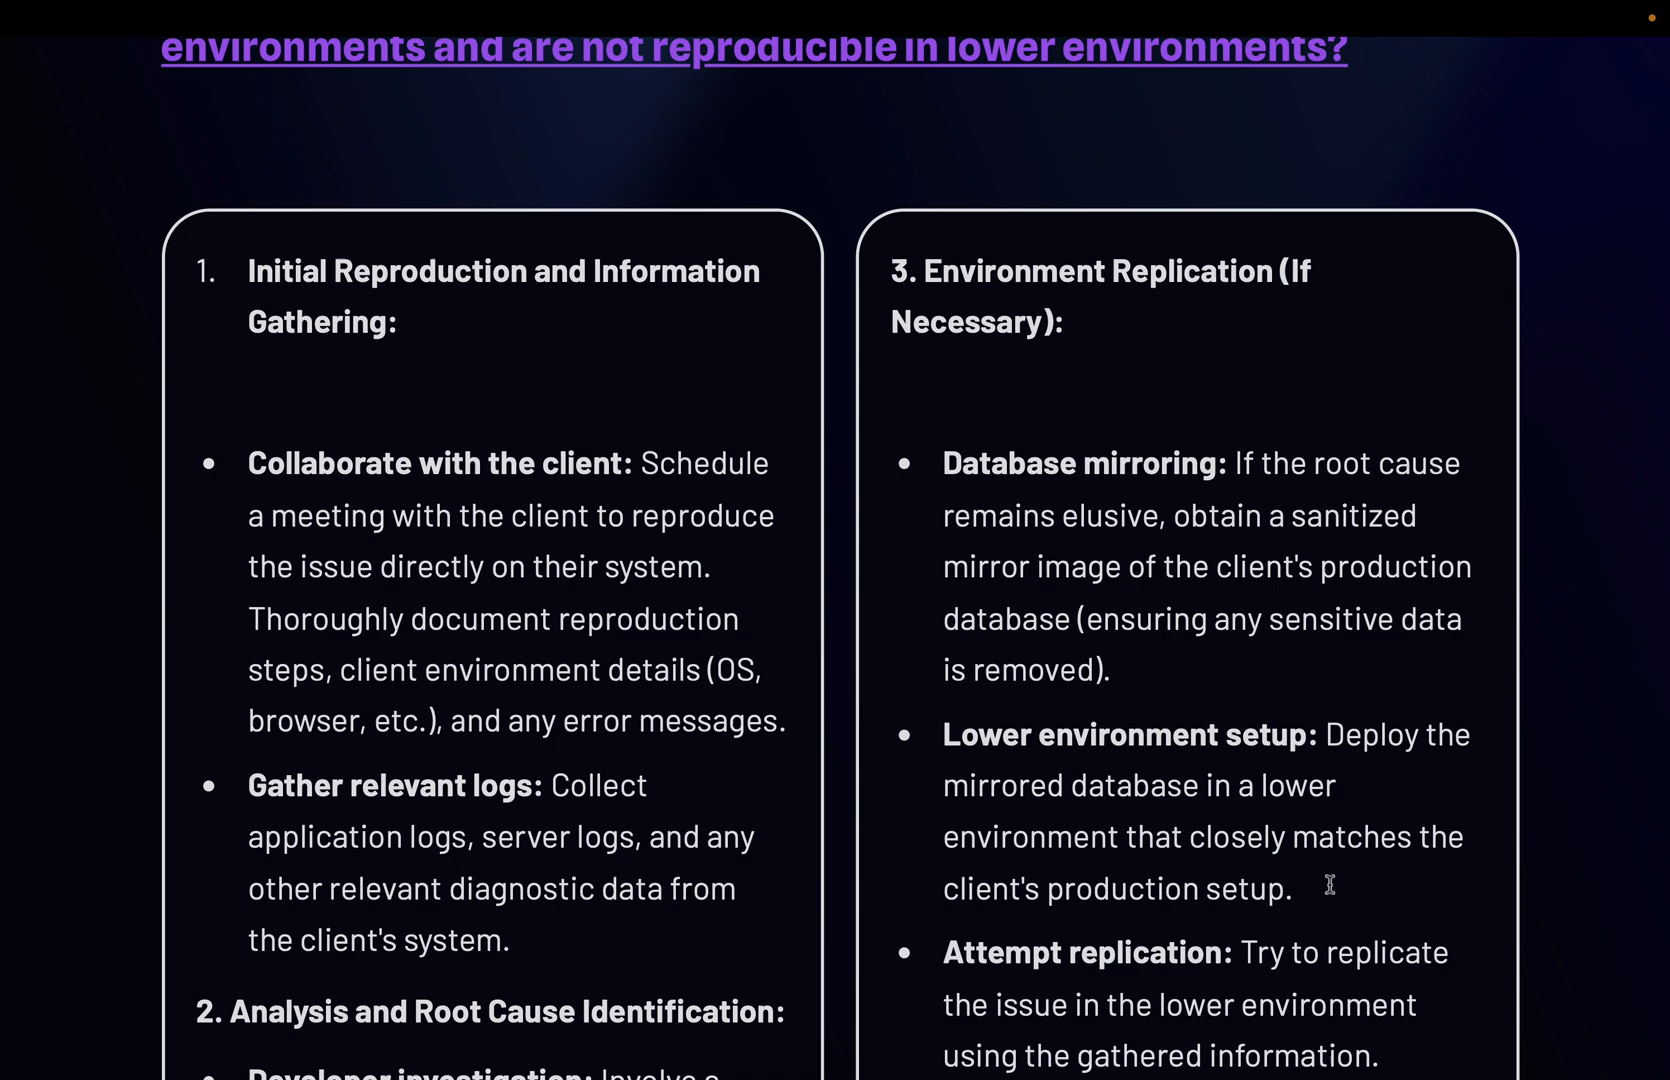 environments and are not reproducible in lower environments?
1. Initial Reproduction and Information
Gathering:
• Collaborate with the client: Schedule
a meeting with the client to reproduce
the issue directly on their system.
Thoroughly document reproduction
steps, client environment details (OS,
browser, etc.), and any error messages.
• Gather relevant logs: Collect
application logs, server logs, and any
other relevant diagnostic data from
the client's system.
2. Analysis and Root Cause Identification:
• Developer investigation: Involve a
3. Environment Replication (If
Necessary):
• Database mirroring: If the root cause
remains elusive, obtain a sanitized
mirror image of the client's production
database (ensuring any sensitive data
is removed).
• Lower environment setup: Deploy the
mirrored database in a lower
environment that closely matches the
client's production setup.
• Attempt replication: Try to replicate
the issue in the lower environment
using the gathered information.